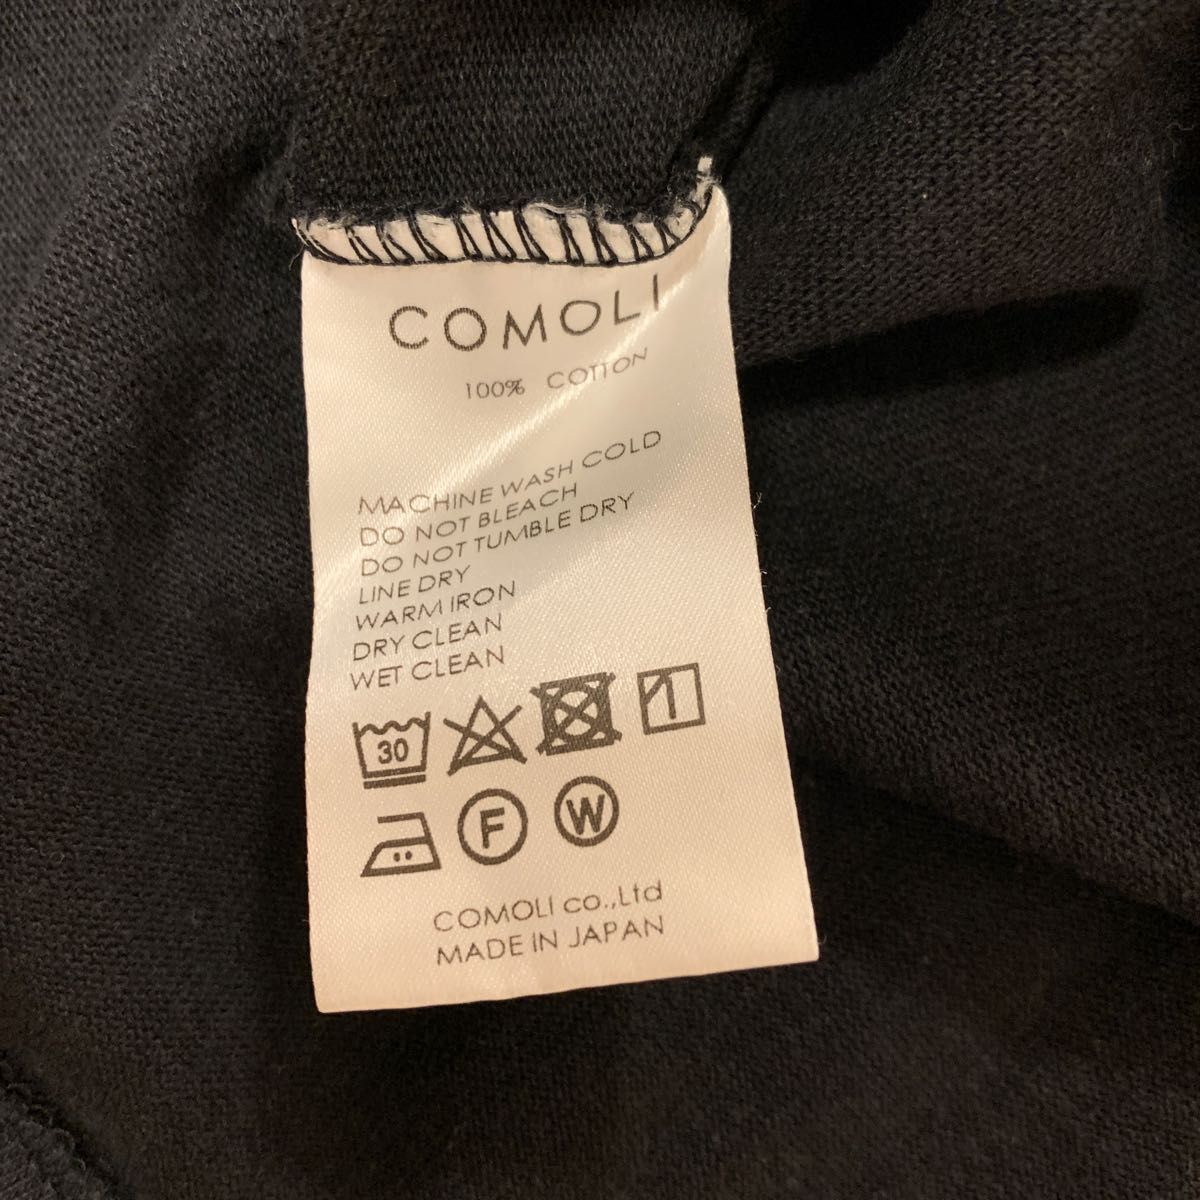 COMOLI
100% COTTON
MACHINE WASH COLD
DO NOT BLEACH
DO NOT TUMBLE DRY
LINE DRY
WARM IRON
DRY CLEAN
WET CLEAN
30
F W
COMOLI co.,Ltd
MADE IN JAPAN